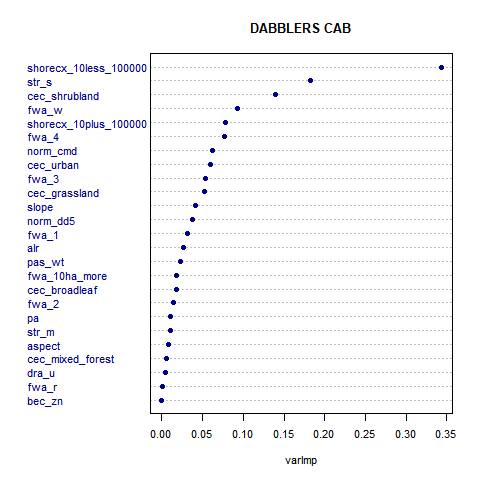 DABBLERS CAB
shorecx_10less_100000
str_s
cec_shrubland
fwa_w
shorecx_10plus_100000
fwa_4
norm_cmd
cec_urban
fwa_3
cec_grassland
slope
norm_dd5
fwa_1
alr
pas_wt
fwa_10ha_more
cec_broadleaf
fwa_2
pa
str_m
aspect
cec_mixed_forest
dra_u
fwa_r
bec_zn
0.00 0.05 0.10 0.15 0.20 0.25 0.30 0.35
varImp